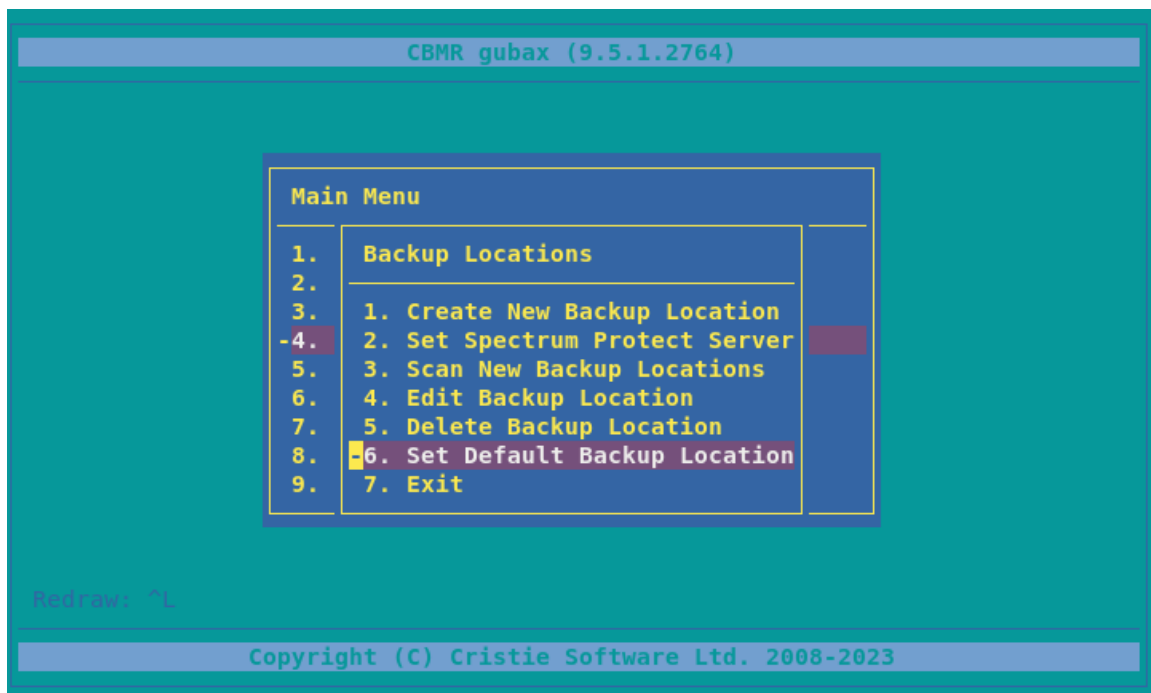 CBMR gubax (9.5.1.2764)
Main Menu
1. Backup Locations
2.
3. 1. Create New Backup Location
-4. 2. Set Spectrum Protect Server
5. 3. Scan New Backup Locations
6. 4. Edit Backup Location
7. 5. Delete Backup Location
8. -6. Set Default Backup Location
9. 7. Exit
Redraw: ^L
Copyright (C) Cristie Software Ltd. 2008-2023